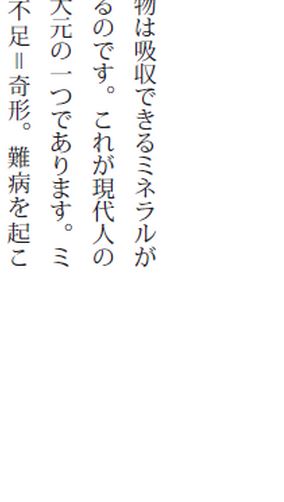 物は吸収できるミネラルが
るのです。これが現代人の
大元の一つであります。ミ
不足＝奇形。難病を起こ